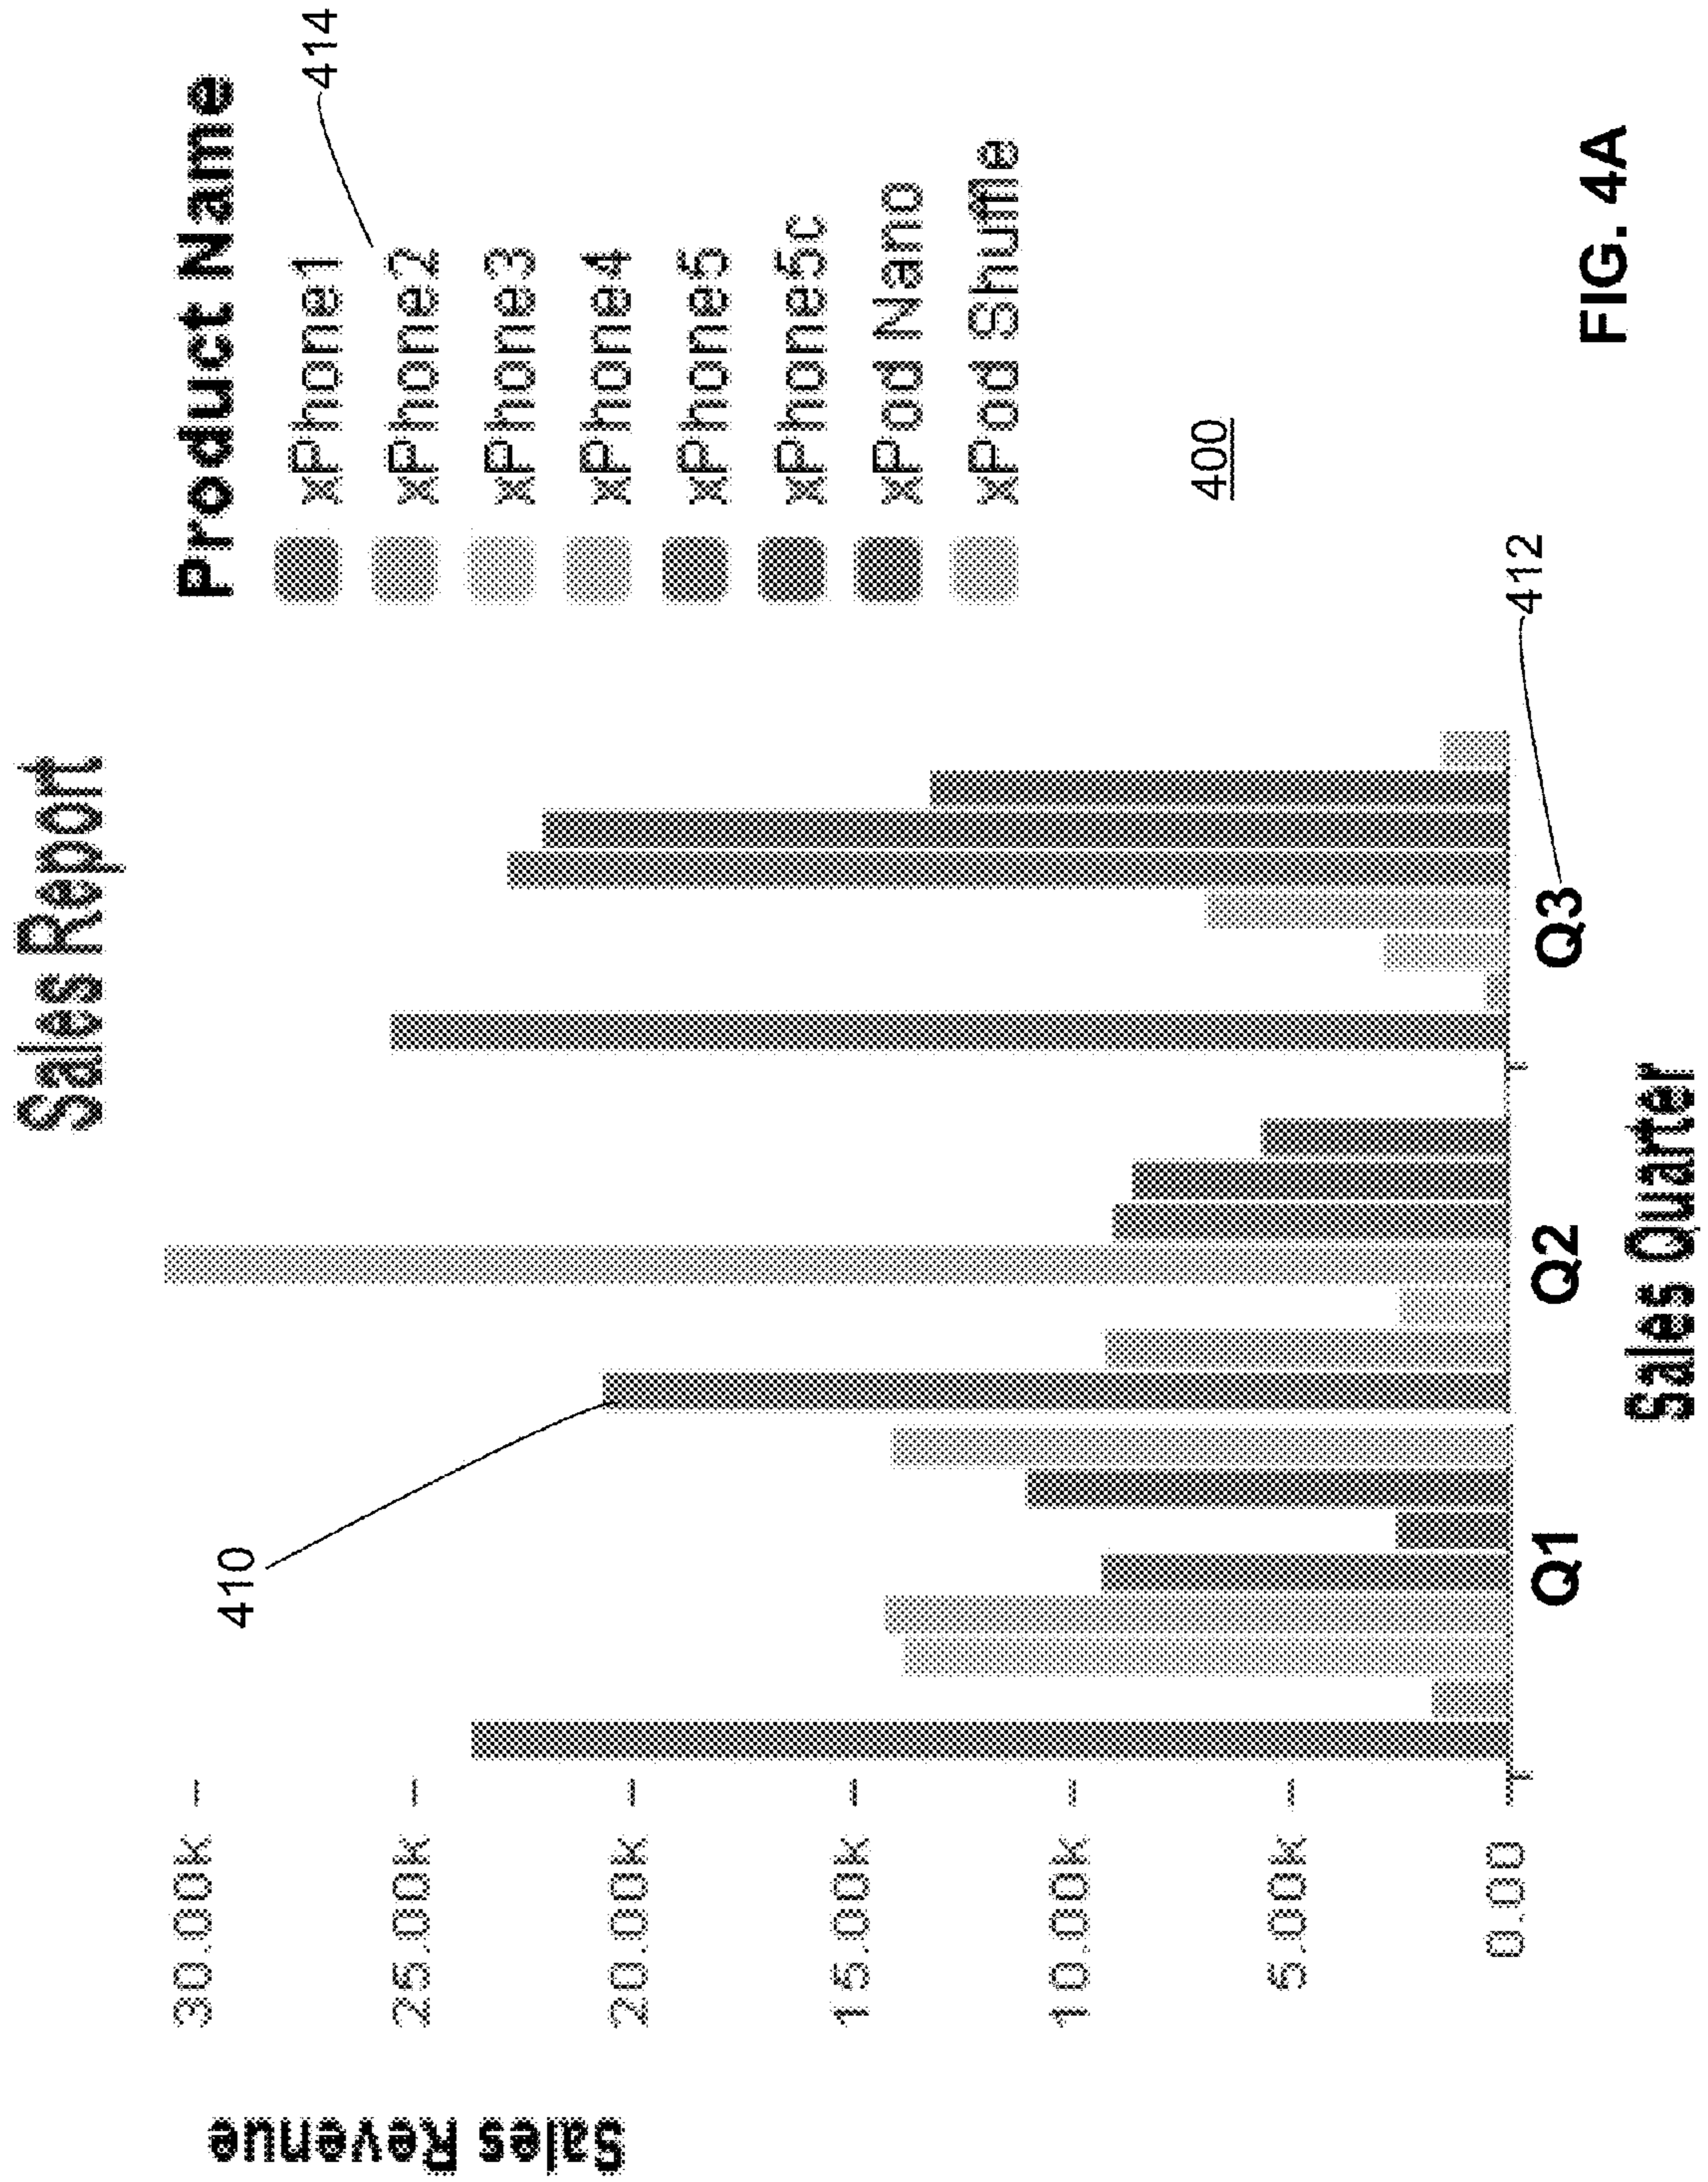 Sales Report
Sales Revenue
30.00k
25.00k
20.00k
15.00k
10.00k
5.00k
0.00
410
Q1
Q2
Q3
412
Sales Quarter
Product Name
xPhone1
xPhone2
xPhone3
xPhone4
xPhone5
xPhone5c
xPod Nano
xPod Shuffle
414
400
FIG. 4A